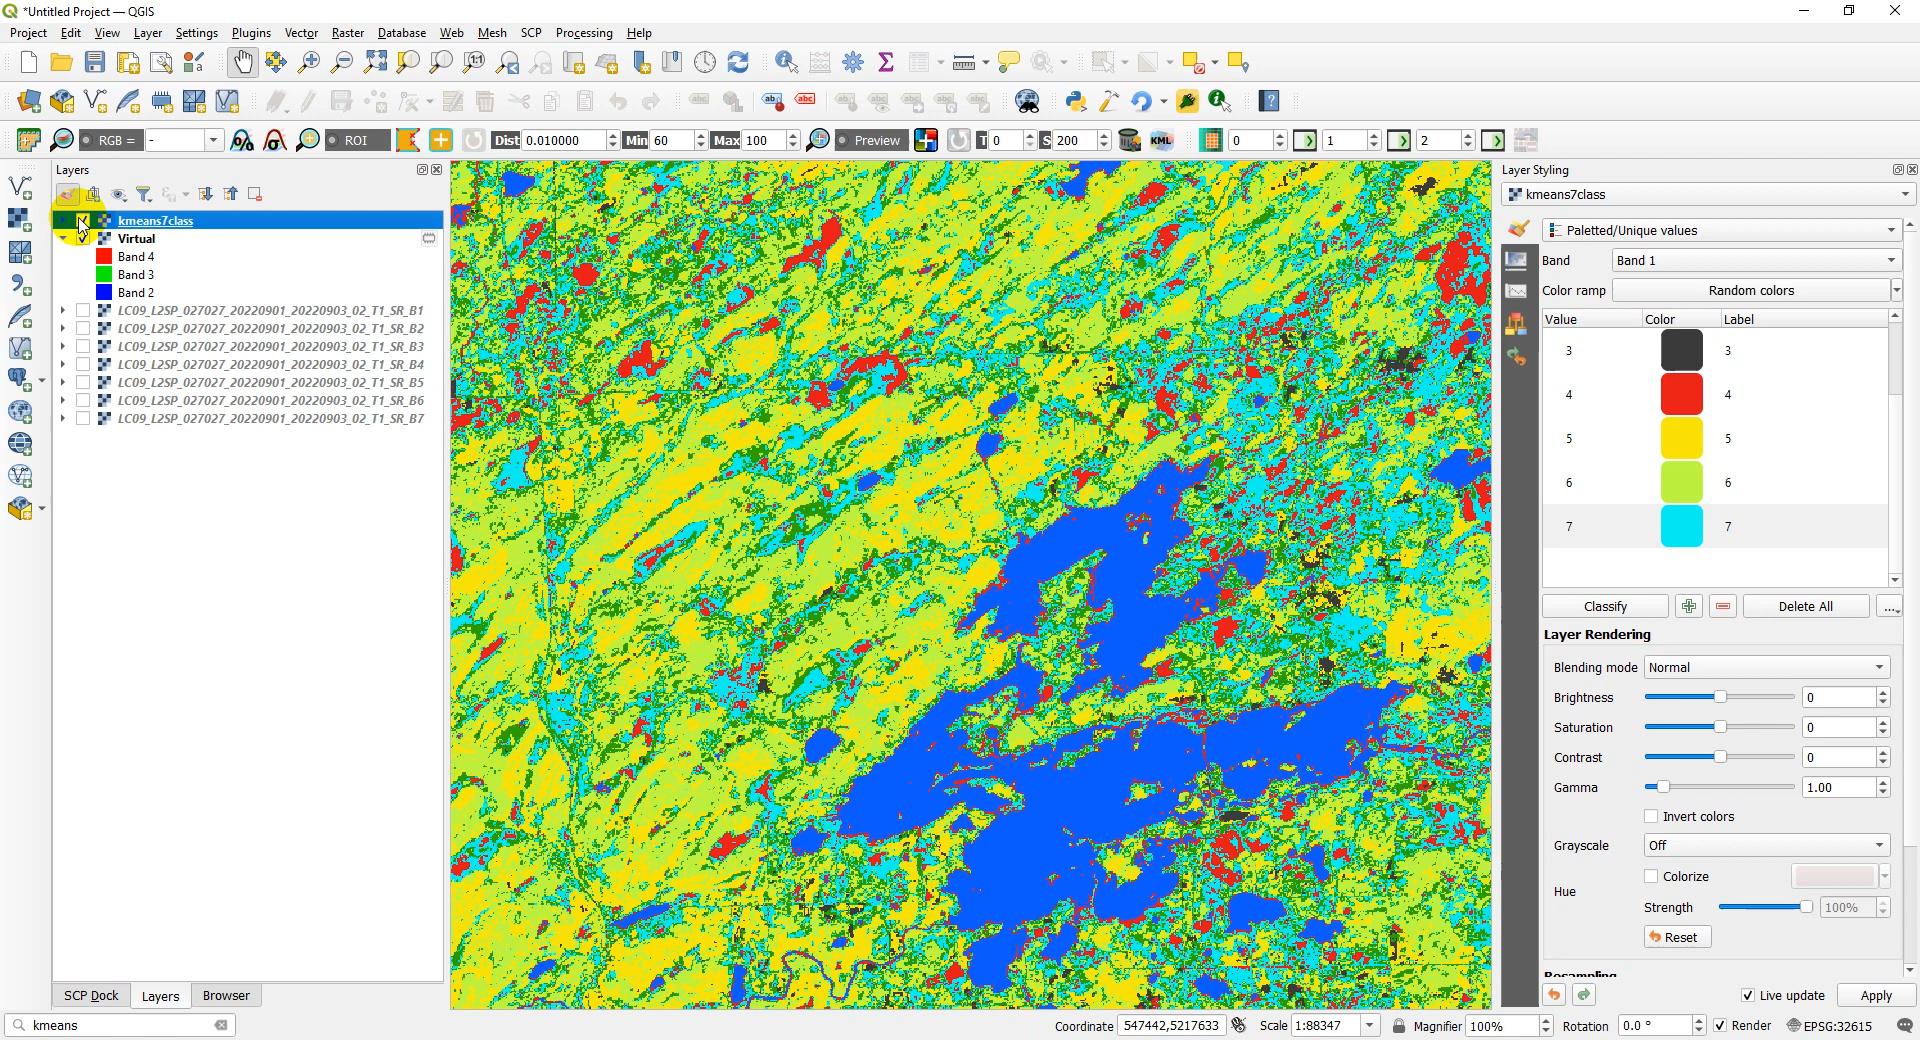 *Untitled Project — QGIS
Project Edit View Layer Settings Plugins Vector Raster Database Web Mesh SCP Processing Help
RGB = - ROI Dist 0.010000 Min 60 Max 100 Preview T 0 S 200 KML 0 1 2
Layers
kmeans7class
Virtual
Band 4
Band 3
Band 2
LC09_L2SP_027027_20220901_20220903_02_T1_SR_B1
LC09_L2SP_027027_20220901_20220903_02_T1_SR_B2
LC09_L2SP_027027_20220901_20220903_02_T1_SR_B3
LC09_L2SP_027027_20220901_20220903_02_T1_SR_B4
LC09_L2SP_027027_20220901_20220903_02_T1_SR_B5
LC09_L2SP_027027_20220901_20220903_02_T1_SR_B6
LC09_L2SP_027027_20220901_20220903_02_T1_SR_B7
SCP Dock Layers Browser
Layer Styling
kmeans7class
Paletted/Unique values
Band Band 1
Color ramp Random colors
Value Color Label
3 3
4 4
5 5
6 6
7 7
Classify Delete All ...
Layer Rendering
Blending mode Normal
Brightness 0
Saturation 0
Contrast 0
Gamma 1.00
Invert colors
Grayscale Off
Colorize
Hue
Strength 100%
Reset
Resampling
Live update Apply
kmeans Coordinate 547442,5217633 Scale 1:88347 Magnifier 100% Rotation 0.0 ° Render EPSG:32615